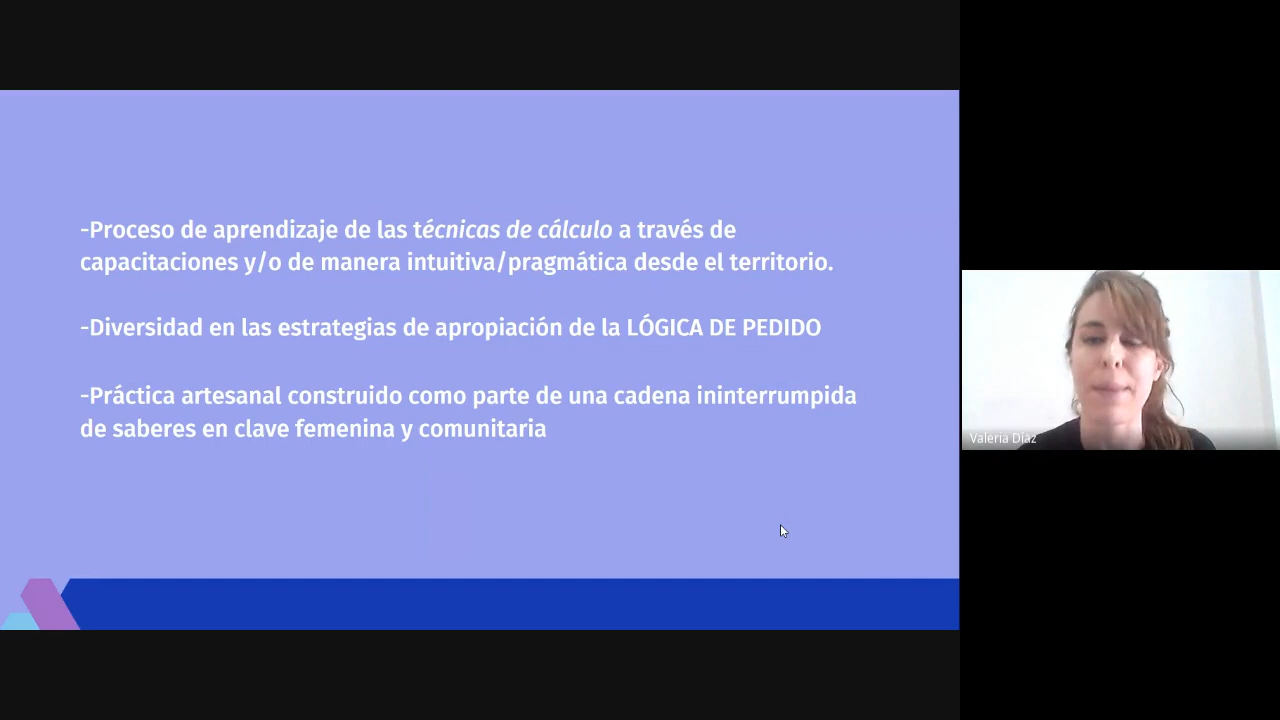 -Proceso de aprendizaje de las técnicas de cálculo a través de
capacitaciones y/o de manera intuitiva/pragmática desde el territorio.
-Diversidad en las estrategias de apropiación de la LÓGICA DE PEDIDO
-Práctica artesanal construido como parte de una cadena ininterrumpida
de saberes en clave femenina y comunitaria
Valeria Díaz